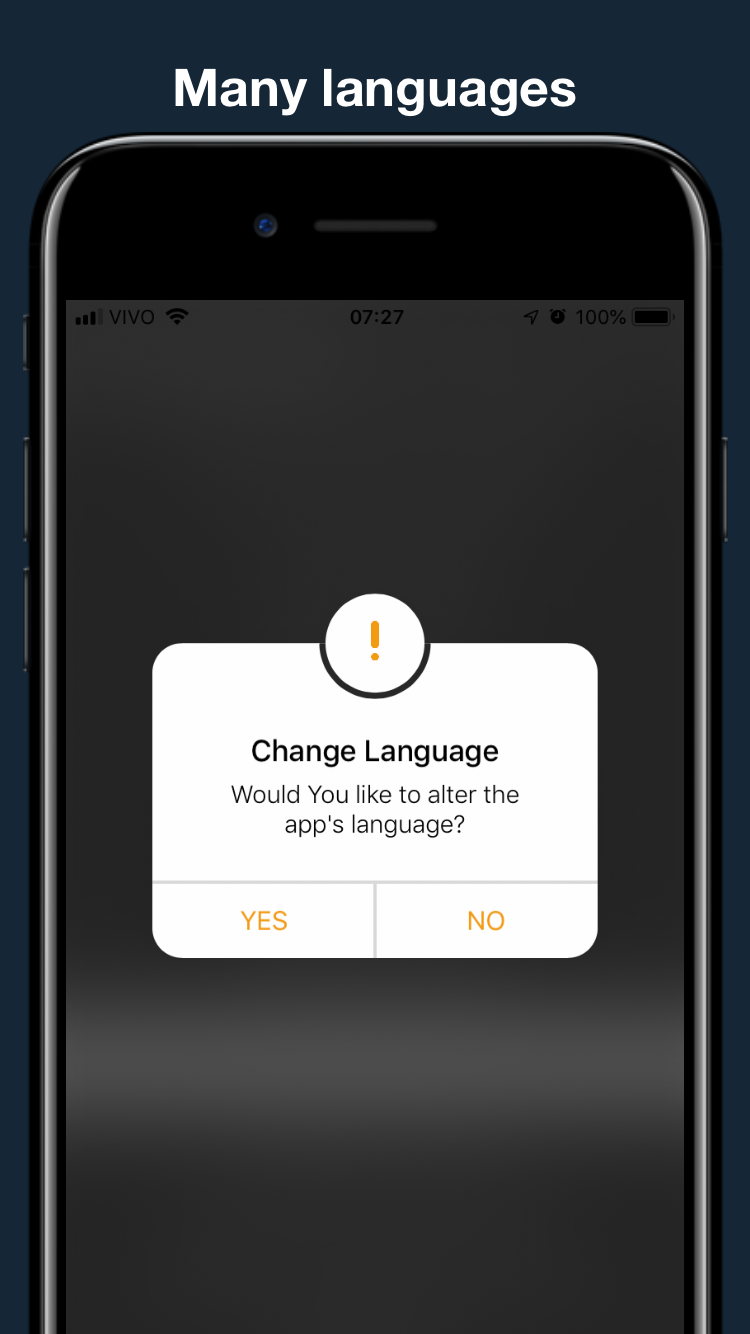 Many languages
VIVO 07:27 100%
!
Change Language
Would You like to alter the
app's language?
YES NO